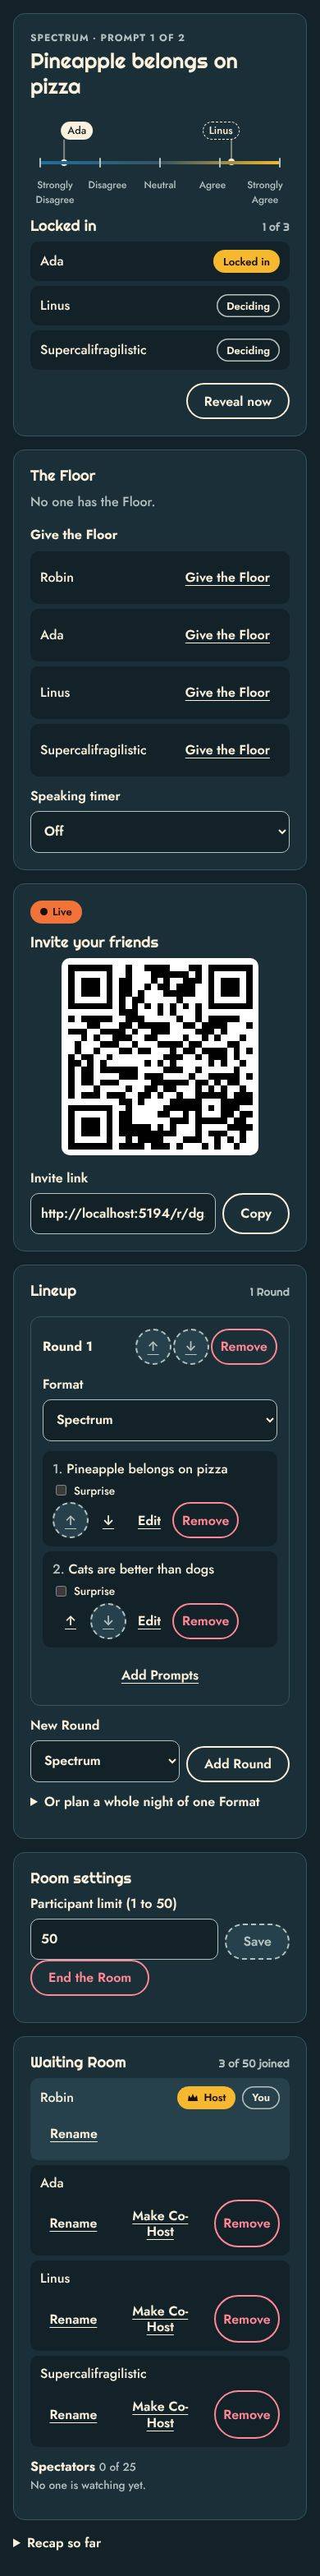 SPECTRUM · PROMPT 1 OF 2
Pineapple belongs on
pizza
Ada
Linus
Strongly Disagree
Disagree
Neutral
Agree
Strongly Agree
Locked in
1 of 3
Ada
Locked in
Linus
Deciding
Supercalifragilistic
Deciding
Reveal now
The Floor
No one has the Floor.
Give the Floor
Robin
Give the Floor
Ada
Give the Floor
Linus
Give the Floor
Supercalifragilistic
Give the Floor
Speaking timer
Off
Live
Invite your friends
Invite link
http://localhost:5194/r/dg
Copy
Lineup
1 Round
Round 1
↑
↓
Remove
Format
Spectrum
1. Pineapple belongs on pizza
Surprise
↑
↓
Edit
Remove
2. Cats are better than dogs
Surprise
↑
↓
Edit
Remove
Add Prompts
New Round
Spectrum
Add Round
Or plan a whole night of one Format
Room settings
Participant limit (1 to 50)
50
Save
End the Room
Waiting Room
3 of 50 joined
Robin
Host
You
Rename
Ada
Rename
Make Co-
Host
Remove
Linus
Rename
Make Co-
Host
Remove
Supercalifragilistic
Rename
Make Co-
Host
Remove
Spectators 0 of 25
No one is watching yet.
Recap so far